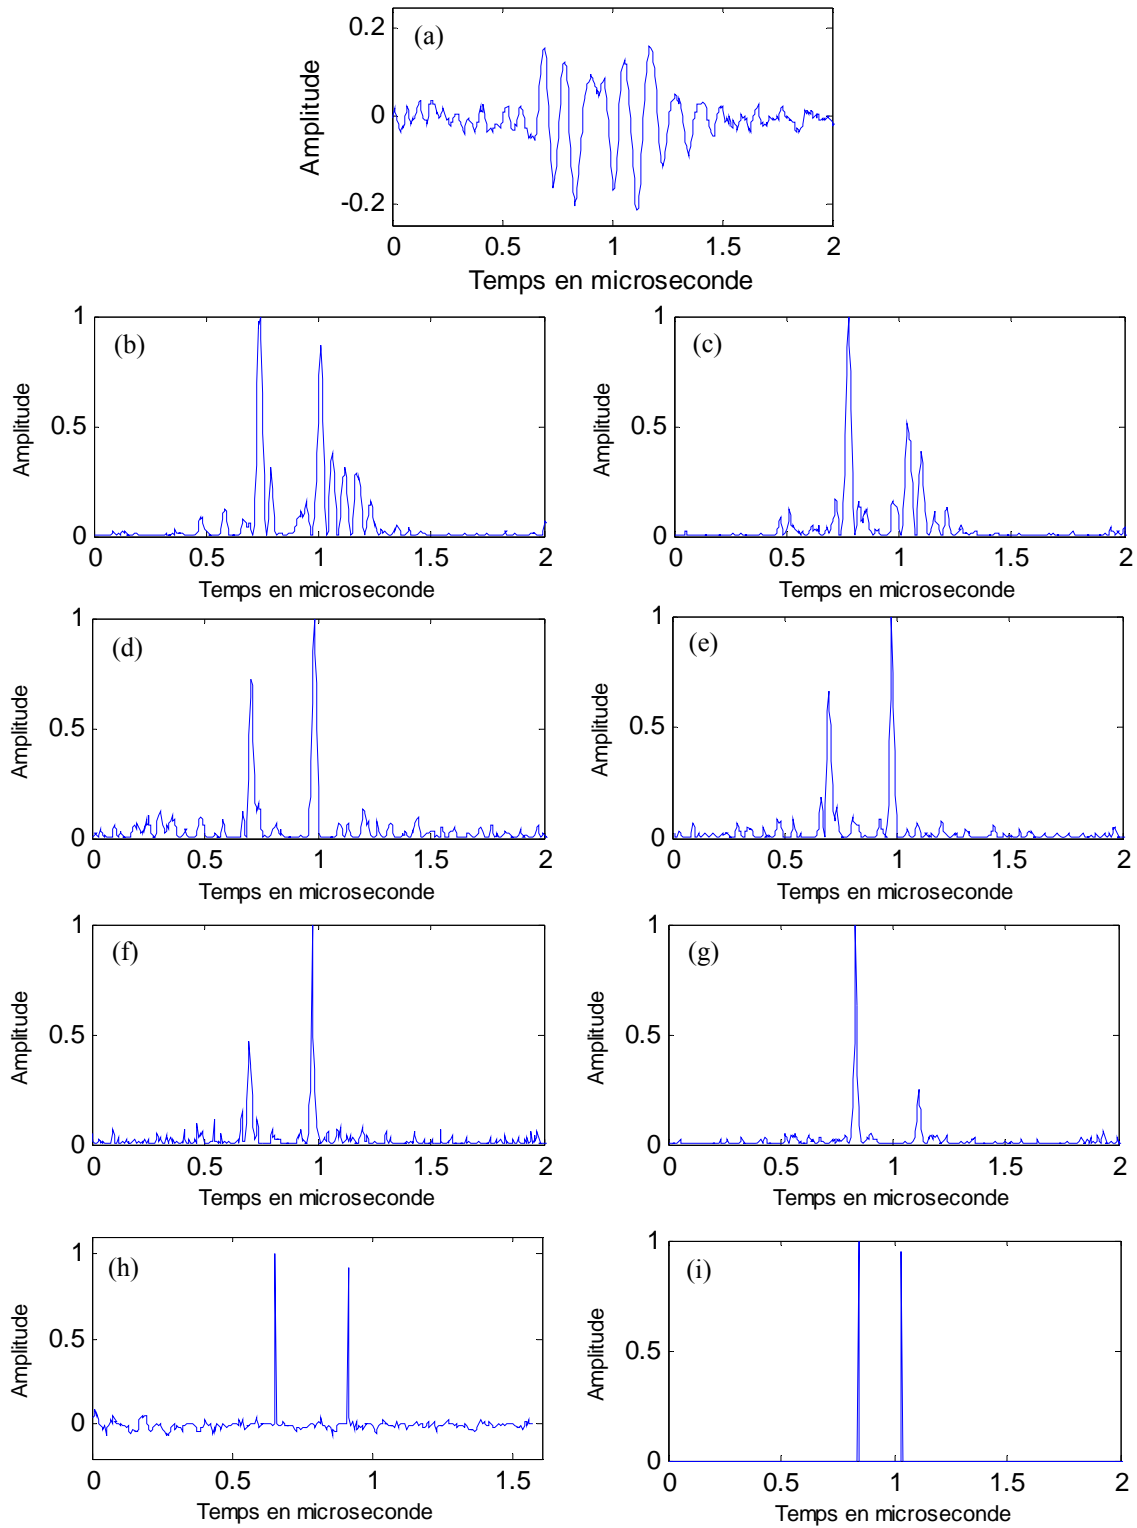 (a)
Amplitude
0.2
0
-0.2
0 0.5 1 1.5 2
Temps en microseconde
(b)
Amplitude
1
0.5
0
0 0.5 1 1.5 2
Temps en microseconde
(c)
Amplitude
1
0.5
0
0 0.5 1 1.5 2
Temps en microseconde
(d)
Amplitude
1
0.5
0
0 0.5 1 1.5 2
Temps en microseconde
(e)
Amplitude
1
0.5
0
0 0.5 1 1.5 2
Temps en microseconde
(f)
Amplitude
1
0.5
0
0 0.5 1 1.5 2
Temps en microseconde
(g)
Amplitude
1
0.5
0
0 0.5 1 1.5 2
Temps en microseconde
(h)
Amplitude
1
0.5
0
0 0.5 1 1.5
Temps en microseconde
(i)
Amplitude
1
0.5
0
0 0.5 1 1.5 2
Temps en microseconde